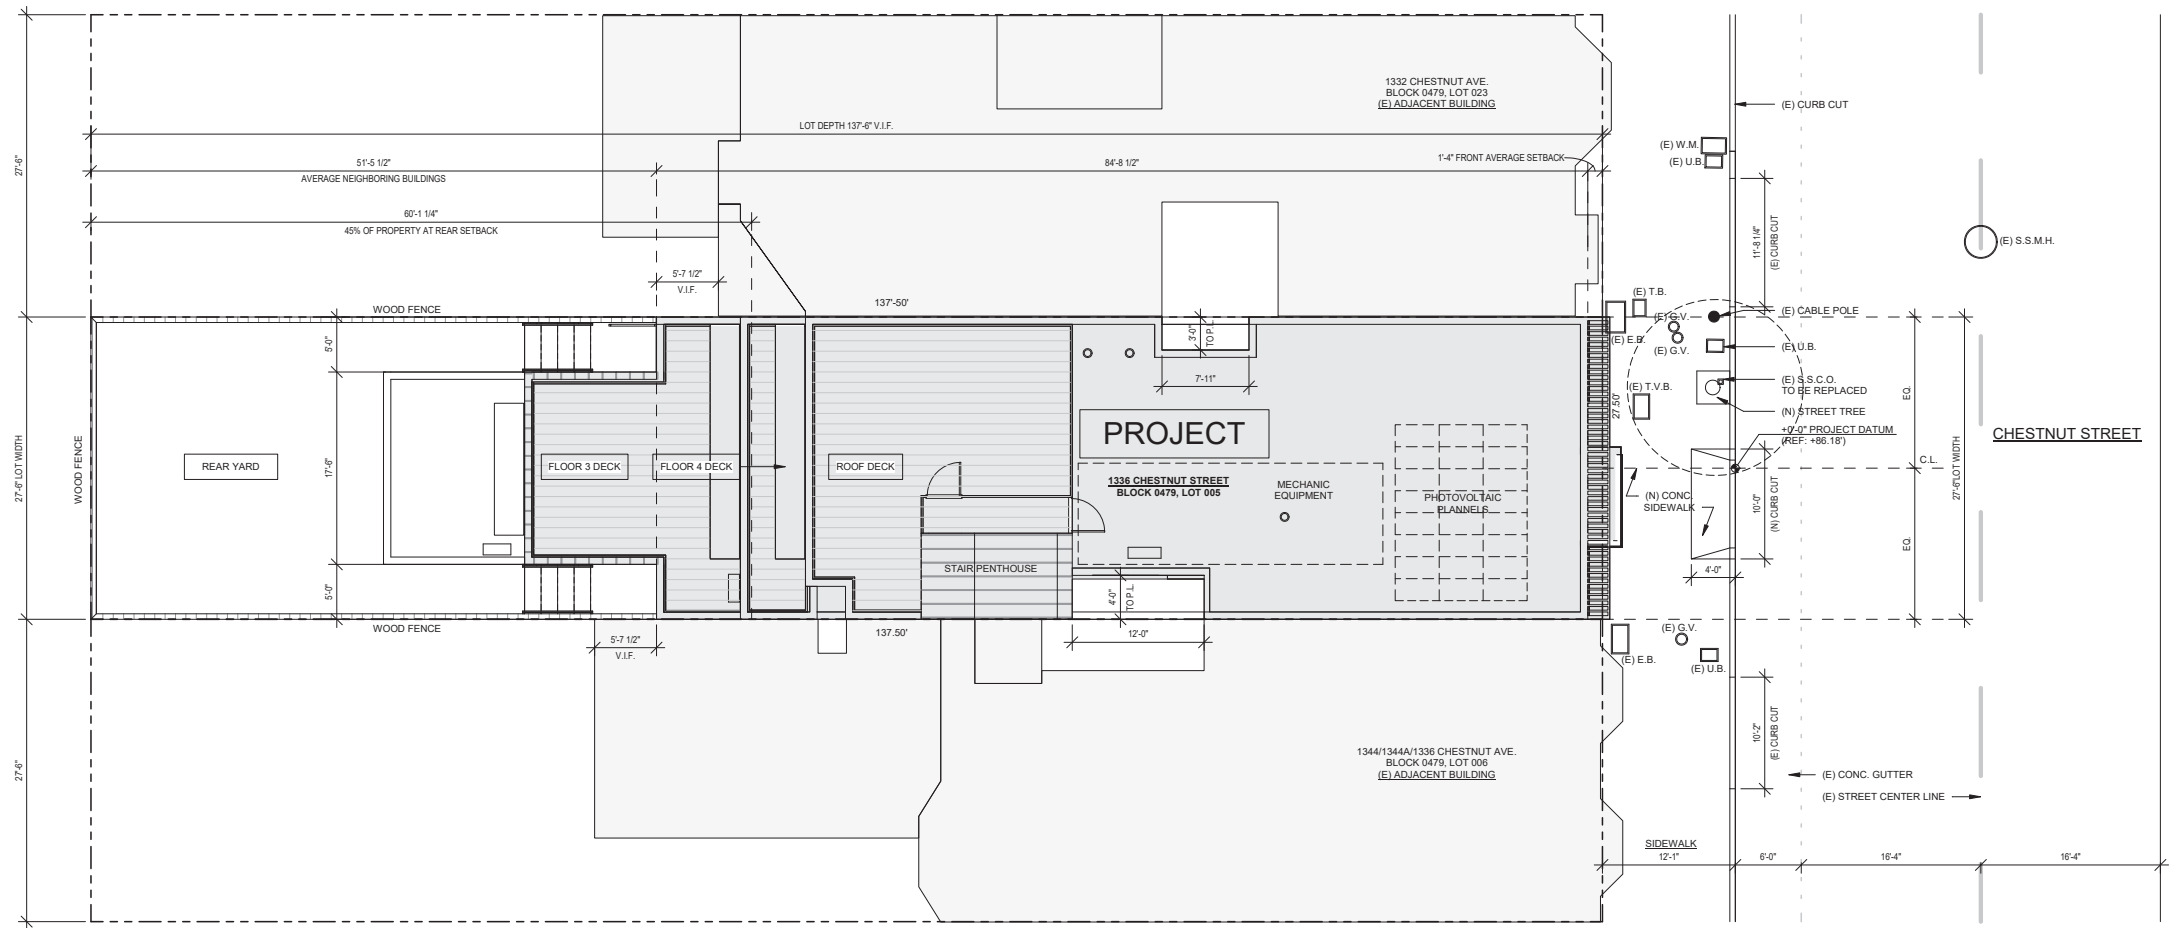 1332 CHESTNUT AVE.
BLOCK 0479, LOT 023
(E) ADJACENT BUILDING
(E) CURB CUT
LOT DEPTH 137'-6" V.I.F.
27'-6"
51'-5 1/2"
AVERAGE NEIGHBORING BUILDINGS
84'-8 1/2"
1'-4" FRONT AVERAGE SETBACK
(E) W.M.
(E) U.B.
60'-1 1/4"
45% OF PROPERTY AT REAR SETBACK
11'-8 1/4"
(E) CURB CUT
(E) S.S.M.H.
5'-7 1/2"
V.I.F.
WOOD FENCE
137'-50'
(E) T.B.
(E) G.V.
(E) CABLE POLE
5'-0"
3'-0"
TO P.L.
(E) E.B.
(E) G.V.
(E) U.B.
7'-11"
(E) T.V.B.
27.50'
(E) S.S.C.O.
TO BE REPLACED
(N) STREET TREE
EQ.
PROJECT
+0'-0" PROJECT DATUM
(REF: +86.18')
CHESTNUT STREET
27'-6" LOT WIDTH
WOOD FENCE
REAR YARD
17'-6"
FLOOR 3 DECK
FLOOR 4 DECK
ROOF DECK
C.L.
27'-6"LOT WIDTH
1336 CHESTNUT STREET
BLOCK 0479, LOT 005
MECHANIC
EQUIPMENT
PHOTOVOLTAIC
PLANNELS
(N) CONC.
SIDEWALK
10'-0"
(N) CURB CUT
EQ.
STAIR PENTHOUSE
4'-0"
5'-0"
4'-0"
TO P.L.
WOOD FENCE
137.50'
12'-0"
(E) G.V.
5'-7 1/2"
V.I.F.
(E) E.B.
(E) U.B.
10'-2"
(E) CURB CUT
27'-6"
1344/1344A/1336 CHESTNUT AVE.
BLOCK 0479, LOT 006
(E) ADJACENT BUILDING
(E) CONC. GUTTER
(E) STREET CENTER LINE
SIDEWALK
12'-1"
6'-0"
16'-4"
16'-4"